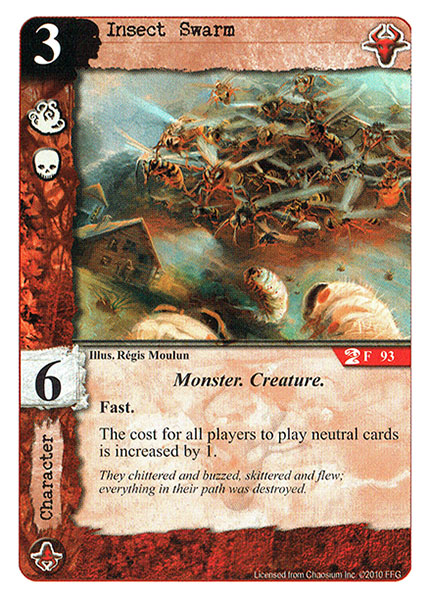 3
Insect Swarm
Illus. Régis Moulun
F 93
6
Monster. Creature.
Fast.
The cost for all players to play neutral cards
is increased by 1.
They chittered and buzzed, skittered and flew;
everything in their path was destroyed.
Character
Licensed from Chaosium Inc. ©2010 FFG